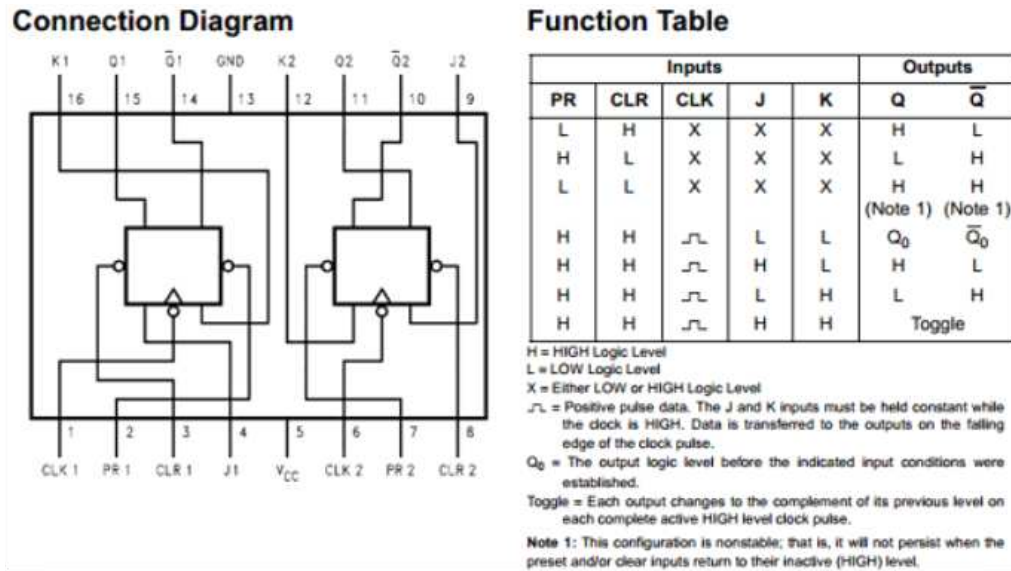 Connection Diagram
K1 Q1 Q̅1 GND K2 Q2 Q̅2 J2
16 15 14 13 12 11 10 9
1 2 3 4 5 6 7 8
CLK 1 PR 1 CLR 1 J1 VCC CLK 2 PR 2 CLR 2
Function Table
Inputs Outputs
PR CLR CLK J K Q Q̅
L H X X X H L
H L X X X L H
L L X X X H H
(Note 1) (Note 1)
H H ⎍ L L Q0 Q̅0
H H ⎍ H L H L
H H ⎍ L H L H
H H ⎍ H H Toggle
H = HIGH Logic Level
L = LOW Logic Level
X = Either LOW or HIGH Logic Level
⎍ = Positive pulse data. The J and K inputs must be held constant while
the clock is HIGH. Data is transferred to the outputs on the falling
edge of the clock pulse.
Q0 = The output logic level before the indicated input conditions were
established.
Toggle = Each output changes to the complement of its previous level on
each complete active HIGH level clock pulse.
Note 1: This configuration is nonstable; that is, it will not persist when the
preset and/or clear inputs return to their inactive (HIGH) level.